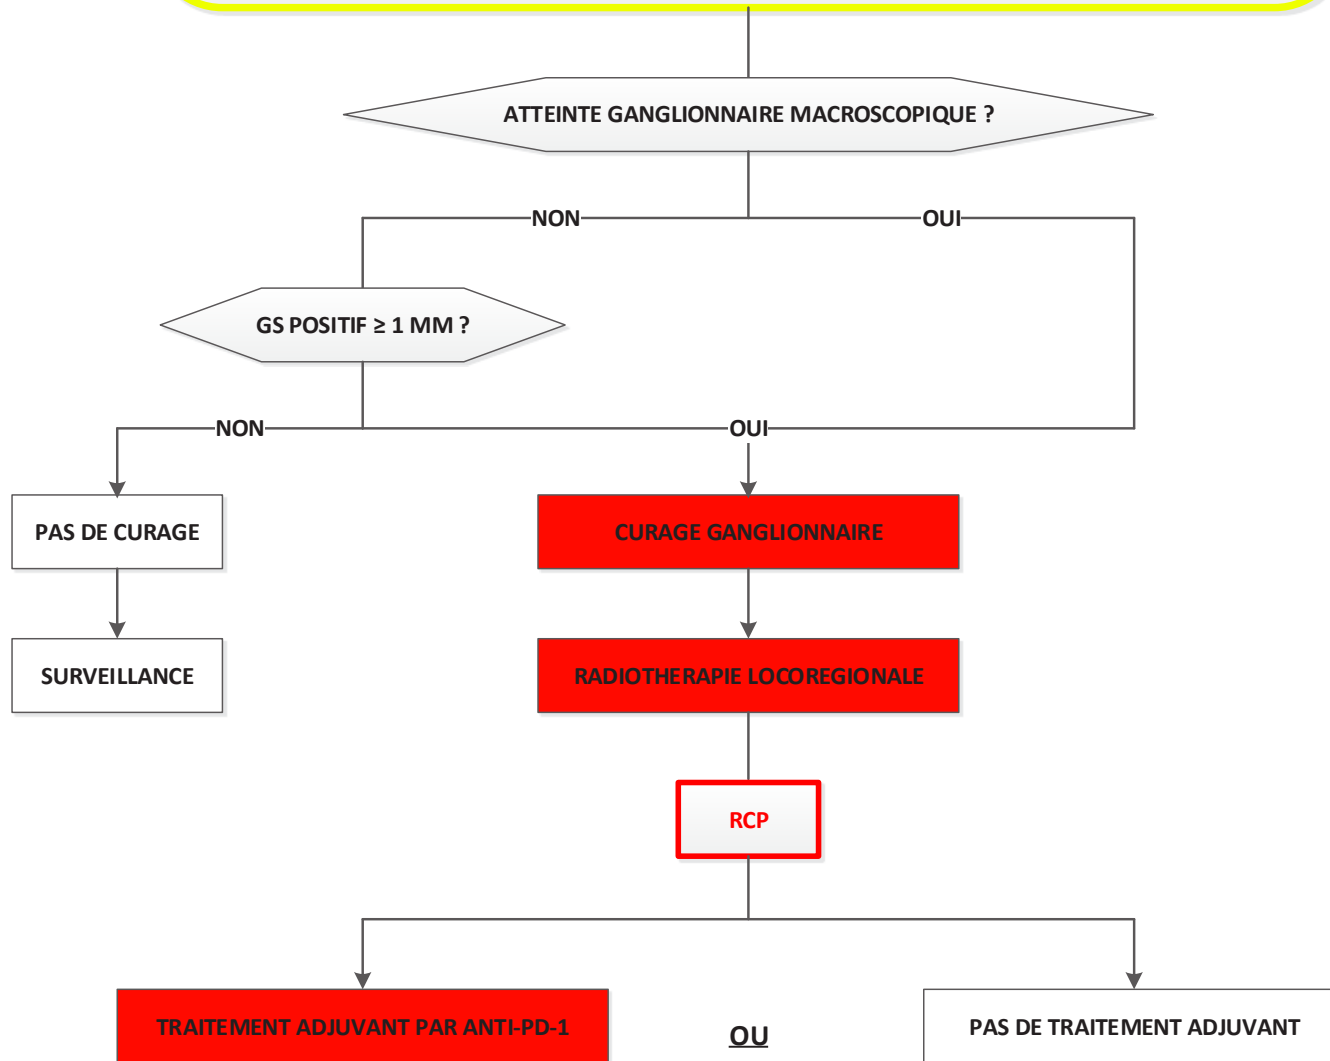 ATTEINTE GANGLIONNAIRE MACROSCOPIQUE ?
NON
OUI
GS POSITIF ≥ 1 MM ?
NON
OUI
PAS DE CURAGE
CURAGE GANGLIONNAIRE
SURVEILLANCE
RADIOTHERAPIE LOCOREGIONALE
RCP
TRAITEMENT ADJUVANT PAR ANTI-PD-1
OU
PAS DE TRAITEMENT ADJUVANT